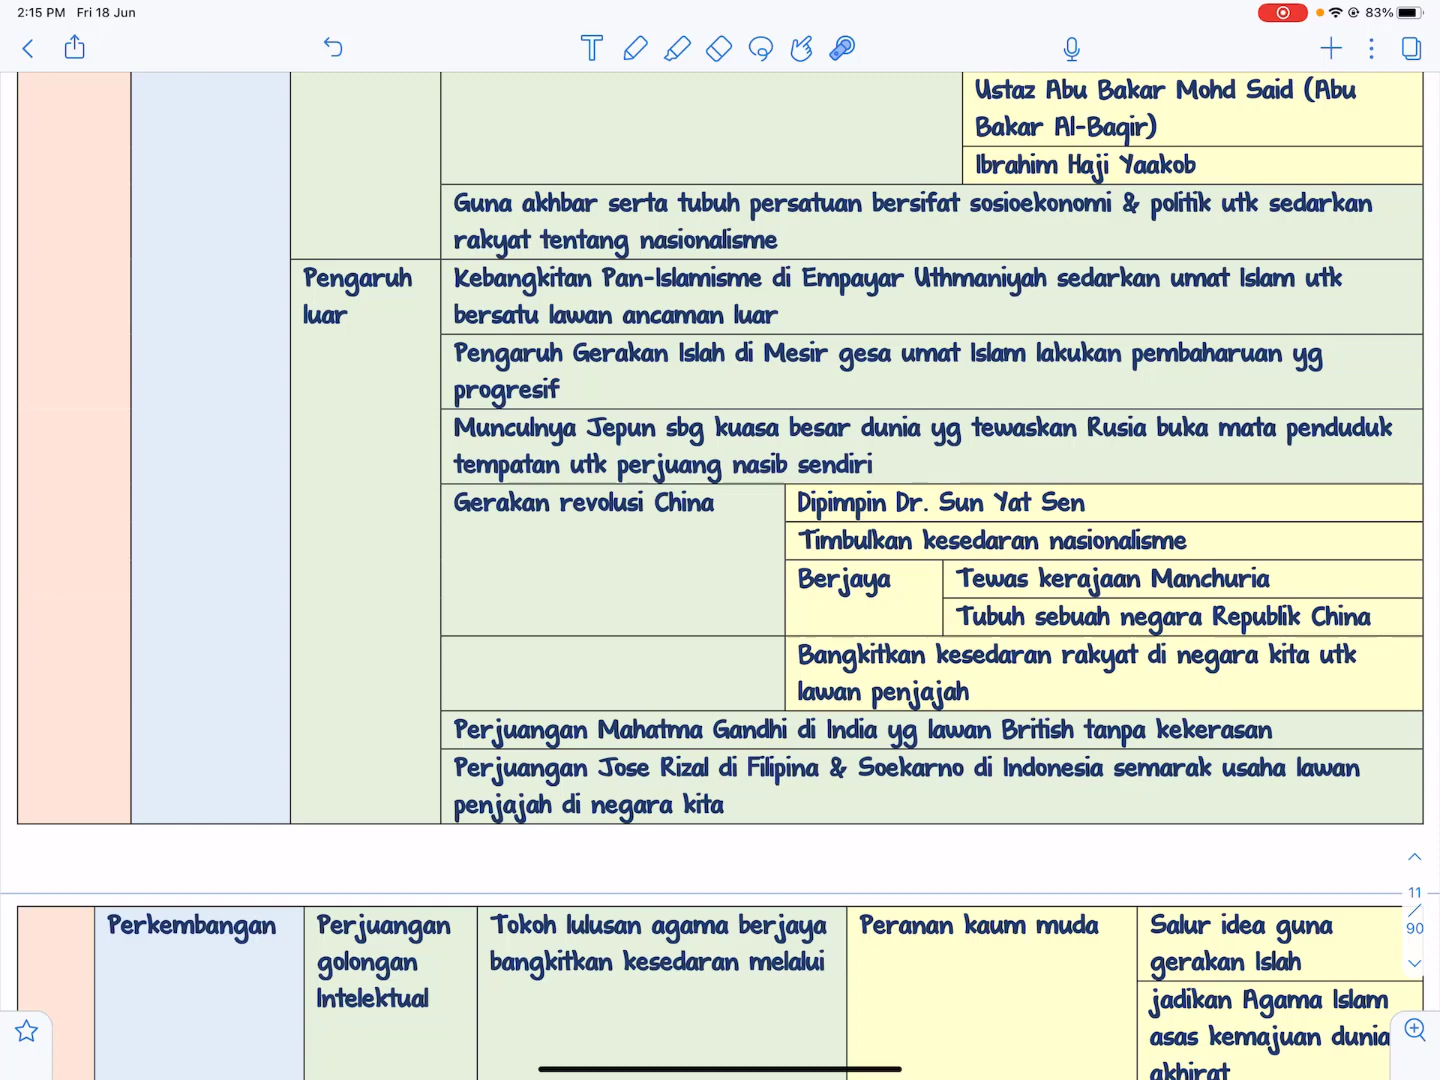 2:15 PM Fri 18 Jun
83%
Ustaz Abu Bakar Mohd Said (Abu
Bakar Al-Baqir)
Ibrahim Haji Yaakob
Guna akhbar serta tubuh persatuan bersifat sosioekonomi & politik utk sedarkan
rakyat tentang nasionalisme
Pengaruh
luar
Kebangkitan Pan-Islamisme di Empayar Uthmaniyah sedarkan umat Islam utk
bersatu lawan ancaman luar
Pengaruh Gerakan Islah di Mesir gesa umat Islam lakukan pembaharuan yg
progresif
Munculnya Jepun sbg kuasa besar dunia yg tewaskan Rusia buka mata penduduk
tempatan utk perjuang nasib sendiri
Gerakan revolusi China
Dipimpin Dr. Sun Yat Sen
Timbulkan kesedaran nasionalisme
Berjaya
Tewas kerajaan Manchuria
Tubuh sebuah negara Republik China
Bangkitkan kesedaran rakyat di negara kita utk
lawan penjajah
Perjuangan Mahatma Gandhi di India yg lawan British tanpa kekerasan
Perjuangan Jose Rizal di Filipina & Soekarno di Indonesia semarak usaha lawan
penjajah di negara kita
11
/
90
Perkembangan
Perjuangan
golongan
Intelektual
Tokoh lulusan agama berjaya
bangkitkan kesedaran melalui
Peranan kaum muda
Salur idea guna
gerakan Islah
jadikan Agama Islam
asas kemajuan dunia
akhirat